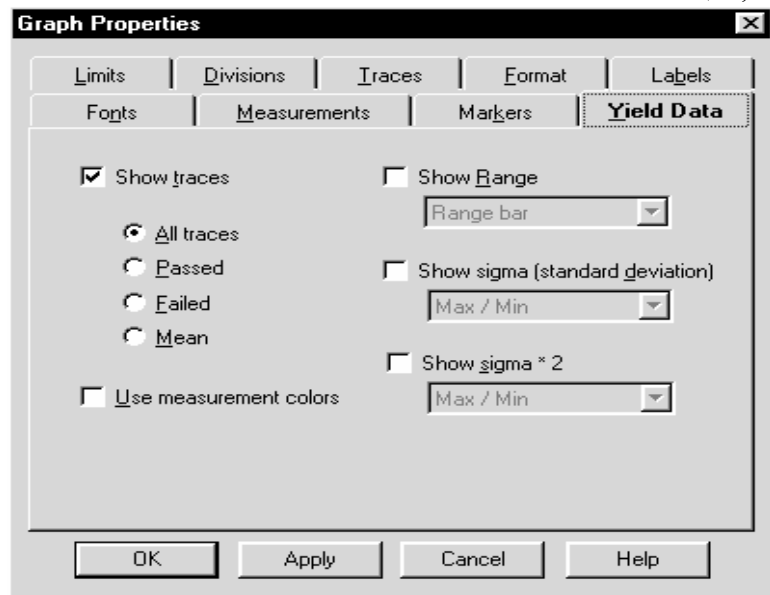 Graph Properties
Limits Divisions Traces Format Labels
Fonts Measurements Markers Yield Data
Show traces
All traces
Passed
Failed
Mean
Use measurement colors
Show Range
Range bar
Show sigma (standard deviation)
Max / Min
Show sigma * 2
Max / Min
OK Apply Cancel Help